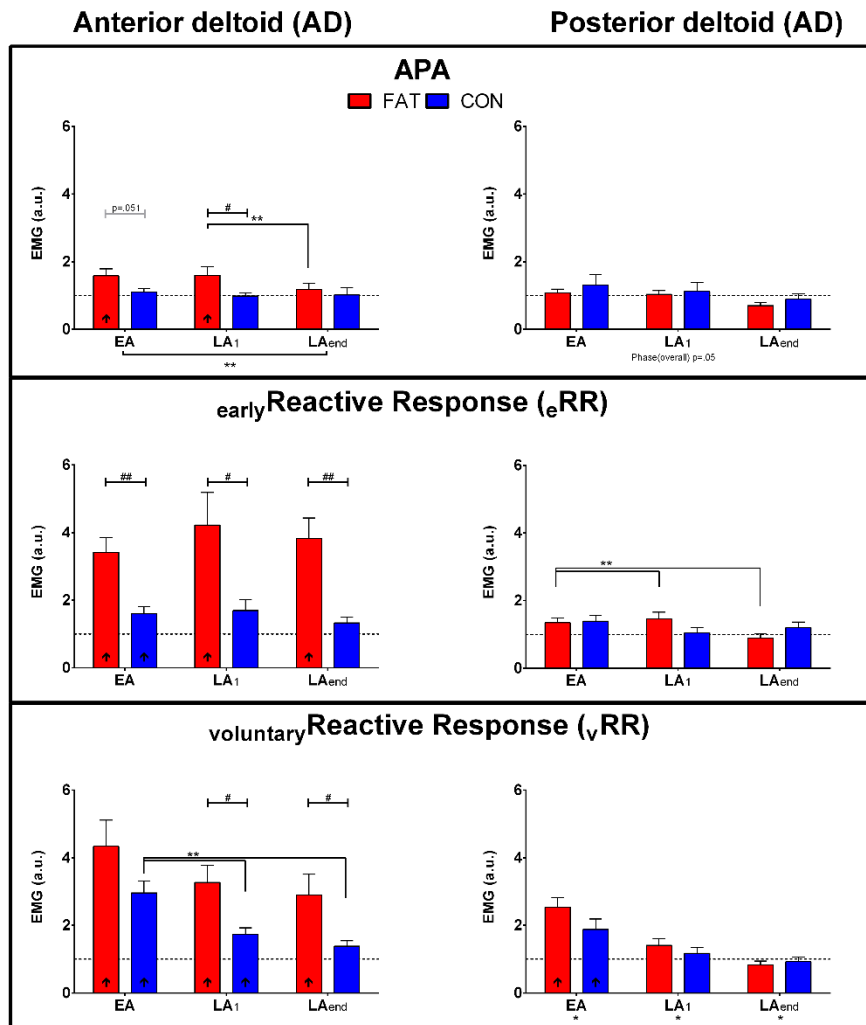 Anterior deltoid (AD) Posterior deltoid (AD)
APA
FAT CON
6 6
p=.051 # **
EMG (a.u.) EMG (a.u.)
4 4
2 2
0 0
EA LA1 LAend EA LA1 LAend
** Phase(overall) p=.05
earlyReactive Response (eRR)
6 6
## # ##
EMG (a.u.) EMG (a.u.)
4 4
**
2 2
0 0
EA LA1 LAend EA LA1 LAend
voluntaryReactive Response (vRR)
6 6
# #
EMG (a.u.) EMG (a.u.)
4 4
**
2 2
0 0
EA LA1 LAend EA LA1 LAend
* * *